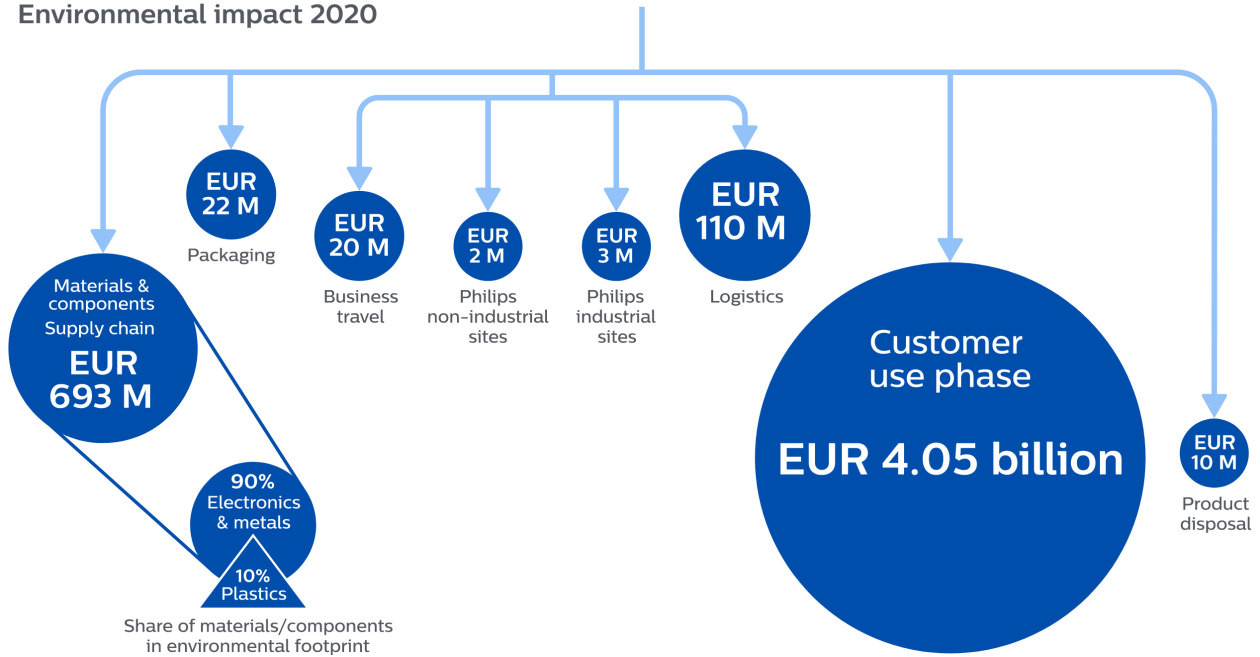 Environmental impact 2020
Materials &
components
Supply chain
EUR
693 M
90%
Electronics
& metals
10%
Plastics
Share of materials/components
in environmental footprint
EUR
22 M
Packaging
EUR
20 M
Business
travel
EUR
2 M
Philips
non-industrial
sites
EUR
3 M
Philips
industrial
sites
EUR
110 M
Logistics
Customer
use phase
EUR 4.05 billion
EUR
10 M
Product
disposal